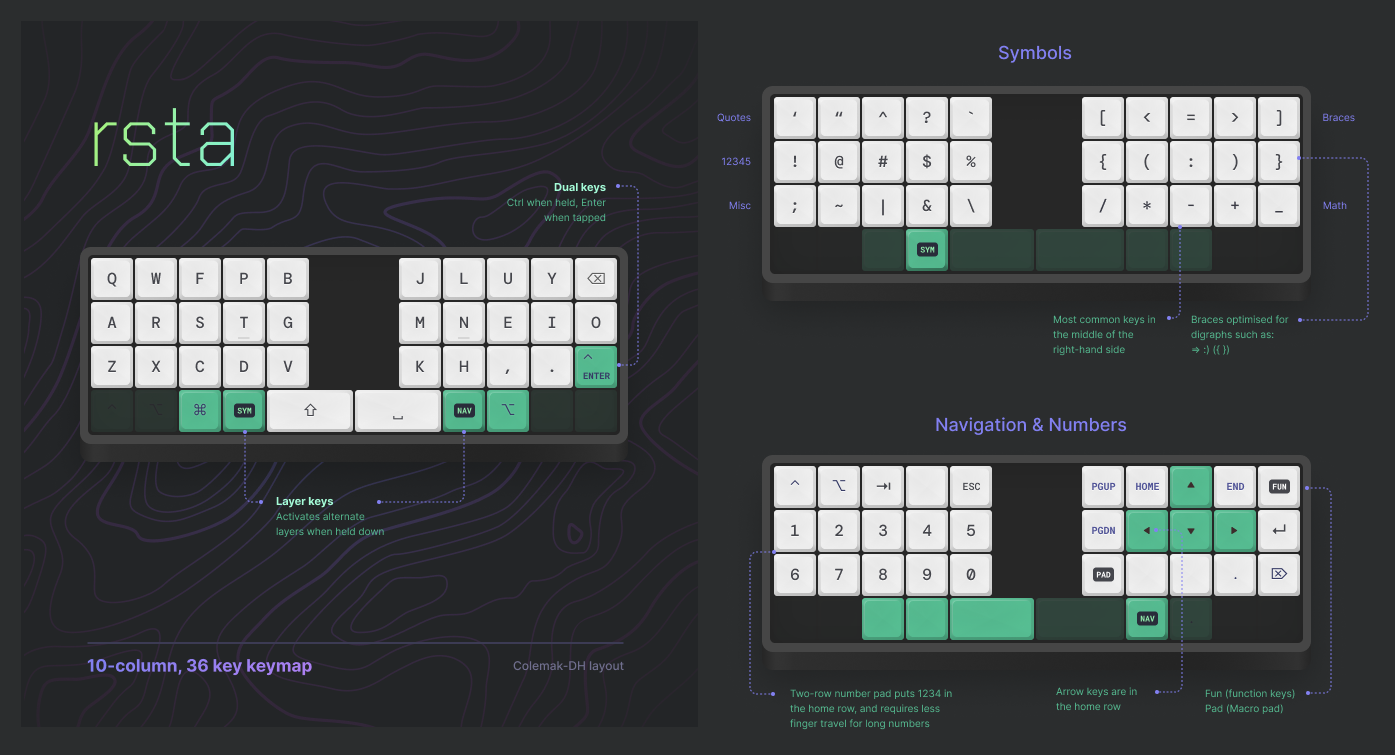 rsta
Dual keys
Ctrl when held, Enter
when tapped
Q W F P B J L U Y ⌫
A R S T G M N E I O
Z X C D V K H , . ^ ENTER
⌘ SYM ⇧ ⎵ NAV ⌥
Layer keys
Activates alternate
layers when held down
10-column, 36 key keymap
Colemak-DH layout
Symbols
Quotes ‘ “ ^ ? ` [ < = > ] Braces
12345 ! @ # $ % { ( : ) }
Misc ; ~ | & \ / * - + _ Math
SYM
Most common keys in
the middle of the
right-hand side
Braces optimised for
digraphs such as:
⇒ :) ({ })
Navigation & Numbers
^ ⌥ ⇥ ESC PGUP HOME ▲ END FUN
1 2 3 4 5 PGDN ◀ ▼ ▶ ↵
6 7 8 9 0 PAD . ⌦
NAV
Two-row number pad puts 1234 in
the home row, and requires less
finger travel for long numbers
Arrow keys are in
the home row
Fun (function keys)
Pad (Macro pad)